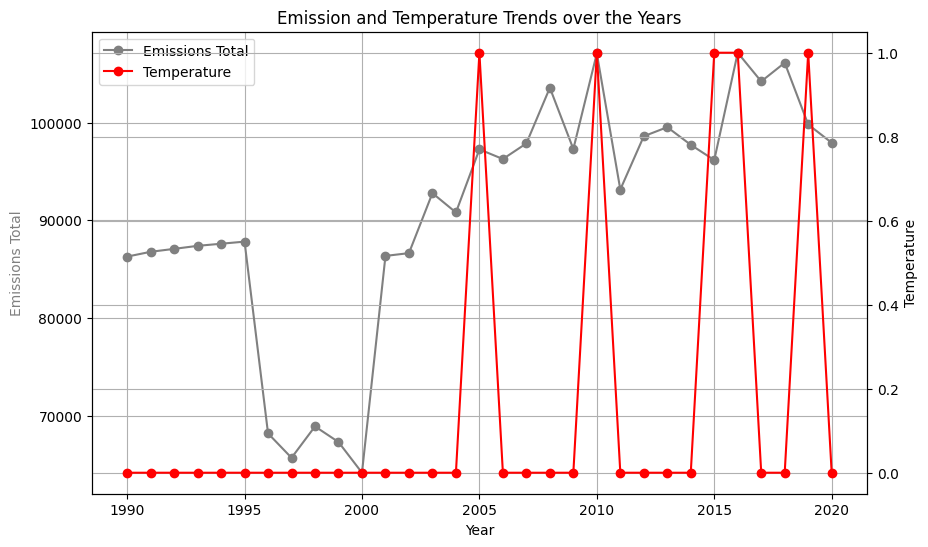 Emission and Temperature Trends over the Years
Emissions Total
Temperature
100000
90000
80000
70000
Emissions Total
1.0
0.8
0.6
0.4
0.2
0.0
Temperature
1990 1995 2000 2005 2010 2015 2020
Year